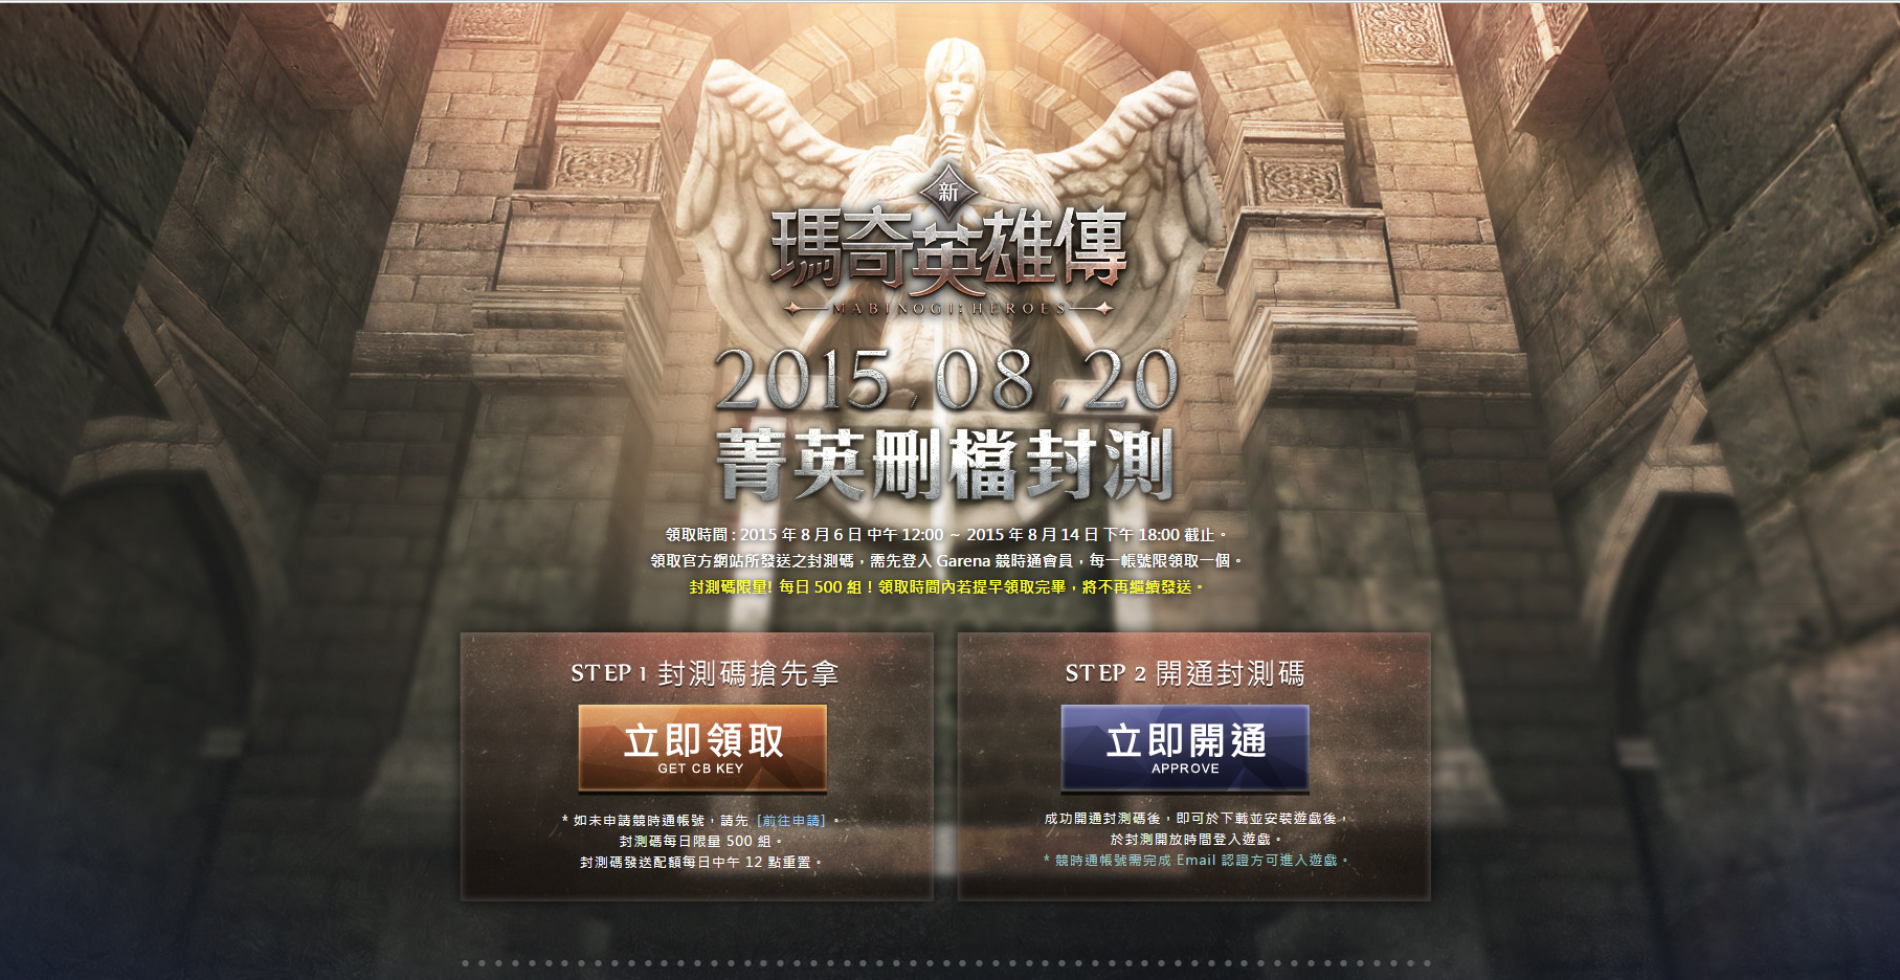 新
瑪奇英雄傳
MABINOGI: HEROES
2015,08,20
菁英刪檔封測
領取時間 : 2015 年 8 月 6 日 中午 12:00 ~ 2015 年 8 月 14 日 下午 18:00 截止。
領取官方網站所發送之封測碼，需先登入 Garena 競時通會員，每一帳號限領取一個。
封測碼限量! 每日 500 組！領取時間內若提早領取完畢，將不再繼續發送。
STEP 1 封測碼搶先拿
立即領取
GET CB KEY
* 如未申請競時通帳號，請先 [前往申請] 。
封測碼每日限量 500 組。
封測碼發送配額每日中午 12 點重置。
STEP 2 開通封測碼
立即開通
APPROVE
成功開通封測碼後，即可於下載並安裝遊戲後，
於封測開放時間登入遊戲。
* 競時通帳號需完成 Email 認證方可進入遊戲。